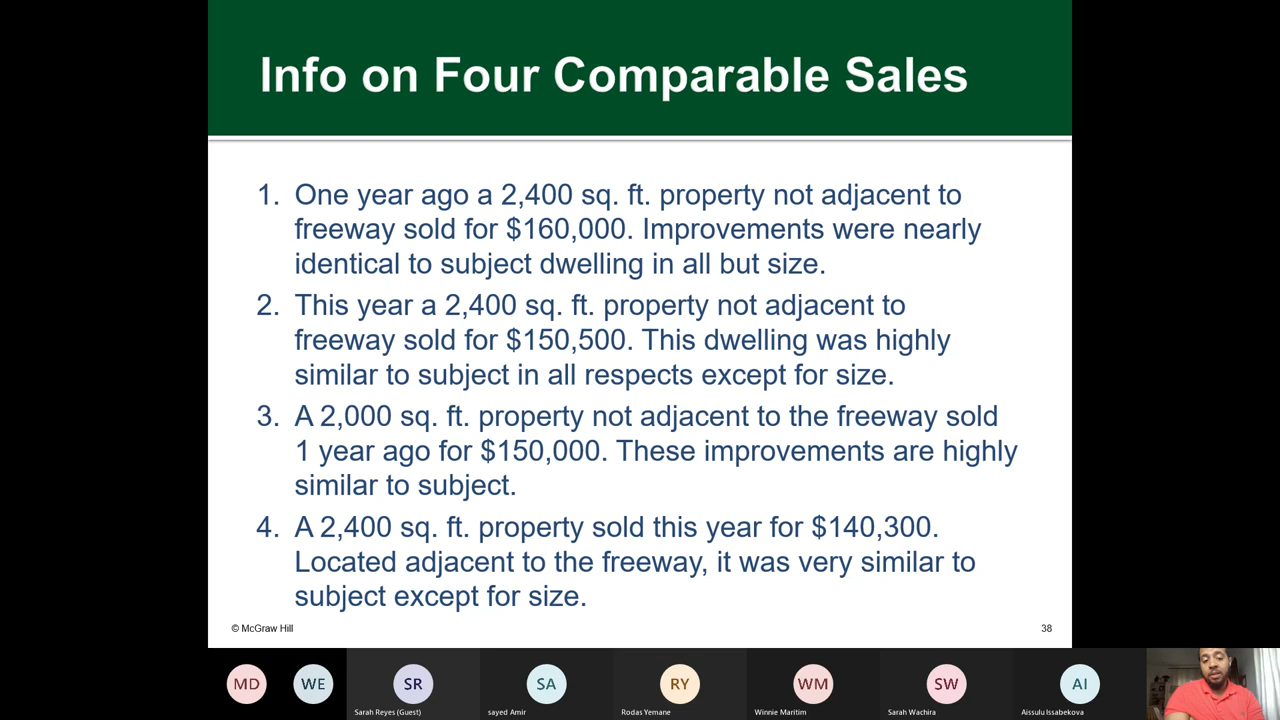 Info on Four Comparable Sales
1. One year ago a 2,400 sq. ft. property not adjacent to
freeway sold for $160,000. Improvements were nearly
identical to subject dwelling in all but size.
2. This year a 2,400 sq. ft. property not adjacent to
freeway sold for $150,500. This dwelling was highly
similar to subject in all respects except for size.
3. A 2,000 sq. ft. property not adjacent to the freeway sold
1 year ago for $150,000. These improvements are highly
similar to subject.
4. A 2,400 sq. ft. property sold this year for $140,300.
Located adjacent to the freeway, it was very similar to
subject except for size.
© McGraw Hill
38
MD
WE
SR
SA
RY
WM
SW
AI
Sarah Reyes (Guest)
sayed Amir
Rodas Yemane
Winnie Maritim
Sarah Wachira
Aissulu Issabekova